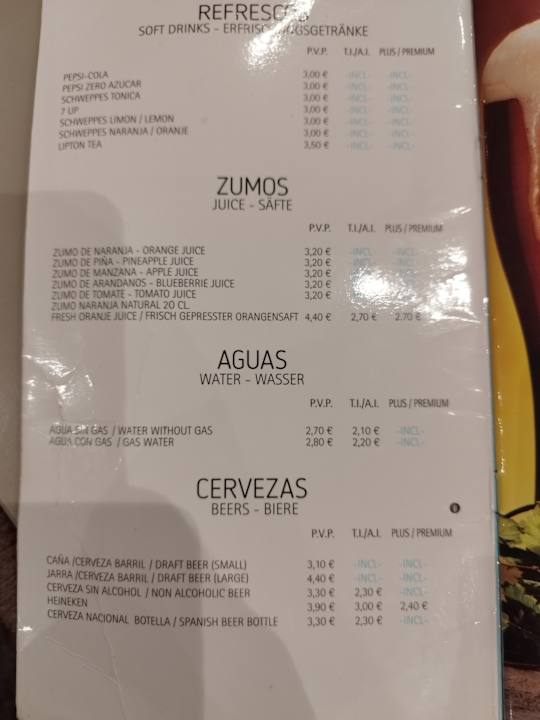 REFRESCOS
SOFT DRINKS - ERFRISCHUNGSGETRÄNKE
P.V.P. T.I./A.I. PLUS / PREMIUM
PEPSI-COLA 3,00 € -INCL- -INCL-
PEPSI ZERO AZUCAR 3,00 € -INCL- -INCL-
SCHWEPPES TONICA 3,00 € -INCL- -INCL-
7 UP 3,00 € -INCL- -INCL-
SCHWEPPES LIMON / LEMON 3,00 € -INCL- -INCL-
SCHWEPPES NARANJA / ORANJE 3,00 € -INCL- -INCL-
LIPTON TEA 3,50 € -INCL- -INCL-
ZUMOS
JUICE - SÄFTE
P.V.P. T.I./A.I. PLUS / PREMIUM
ZUMO DE NARANJA - ORANGE JUICE 3,20 € -INCL- -INCL-
ZUMO DE PIÑA - PINEAPPLE JUICE 3,20 € -INCL- -INCL-
ZUMO DE MANZANA - APPLE JUICE 3,20 € -INCL- -INCL-
ZUMO DE ARANDANOS - BLUEBERRIE JUICE 3,20 € -INCL- -INCL-
ZUMO DE TOMATE - TOMATO JUICE 3,20 € -INCL- -INCL-
ZUMO NARANJA NATURAL 20 CL.
FRESH ORANJE JUICE / FRISCH GEPRESSTER ORANGENSAFT 4,40 € 2,70 € 2.70 €
AGUAS
WATER - WASSER
P.V.P. T.I./A.I. PLUS / PREMIUM
AGUA SIN GAS / WATER WITHOUT GAS 2,70 € 2,10 € -INCL-
AGUA CON GAS / GAS WATER 2,80 € 2,20 € -INCL-
CERVEZAS
BEERS - BIERE
P.V.P. T.I./A.I. PLUS / PREMIUM
CAÑA /CERVEZA BARRIL / DRAFT BEER (SMALL) 3,10 € -INCL- -INCL-
JARRA /CERVEZA BARRIL / DRAFT BEER (LARGE) 4,40 € -INCL- -INCL-
CERVEZA SIN ALCOHOL / NON ALCOHOLIC BEER 3,30 € 2,30 € -INCL-
HEINEKEN 3,90 € 3,00 € 2,40 €
CERVEZA NACIONAL BOTELLA / SPANISH BEER BOTTLE 3,30 € 2,30 € -INCL-